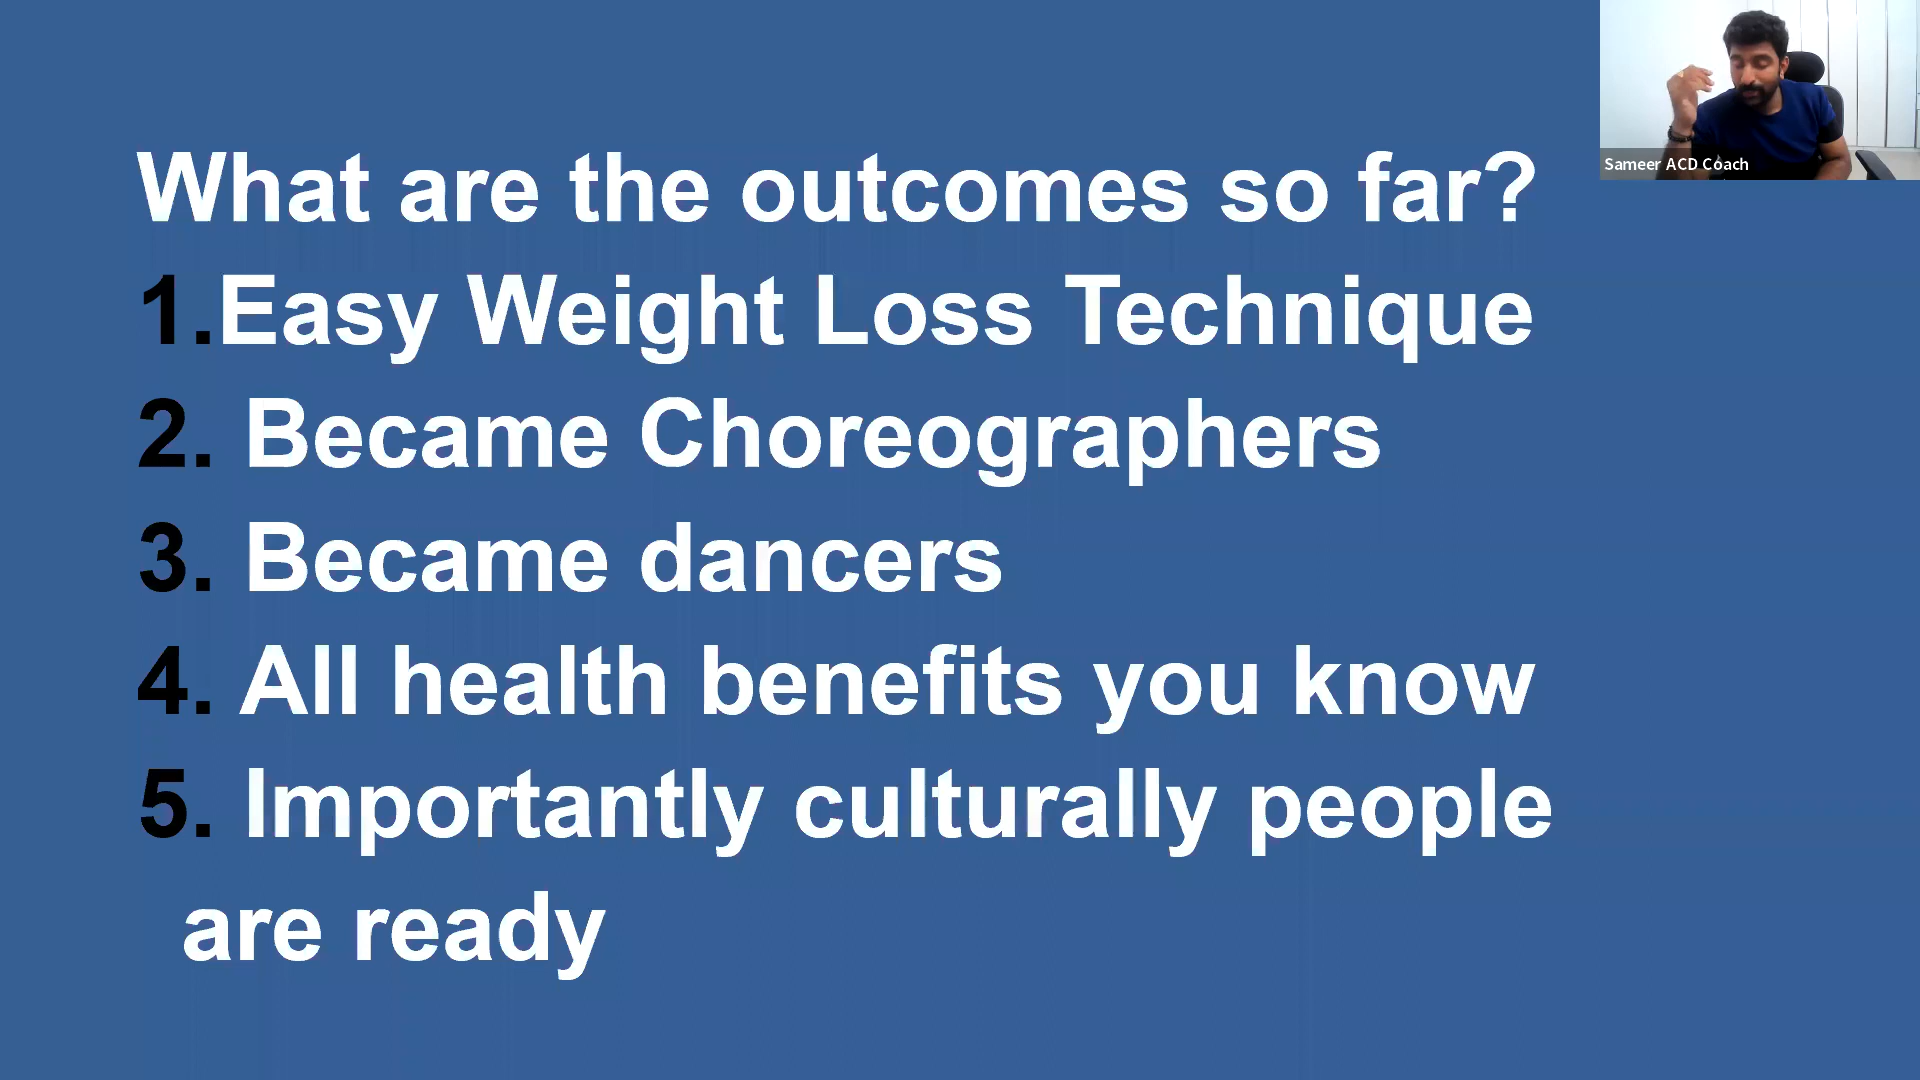 What are the outcomes so far?
1.Easy Weight Loss Technique
2. Became Choreographers
3. Became dancers
4. All health benefits you know
5. Importantly culturally people
are ready
Sameer ACD Coach